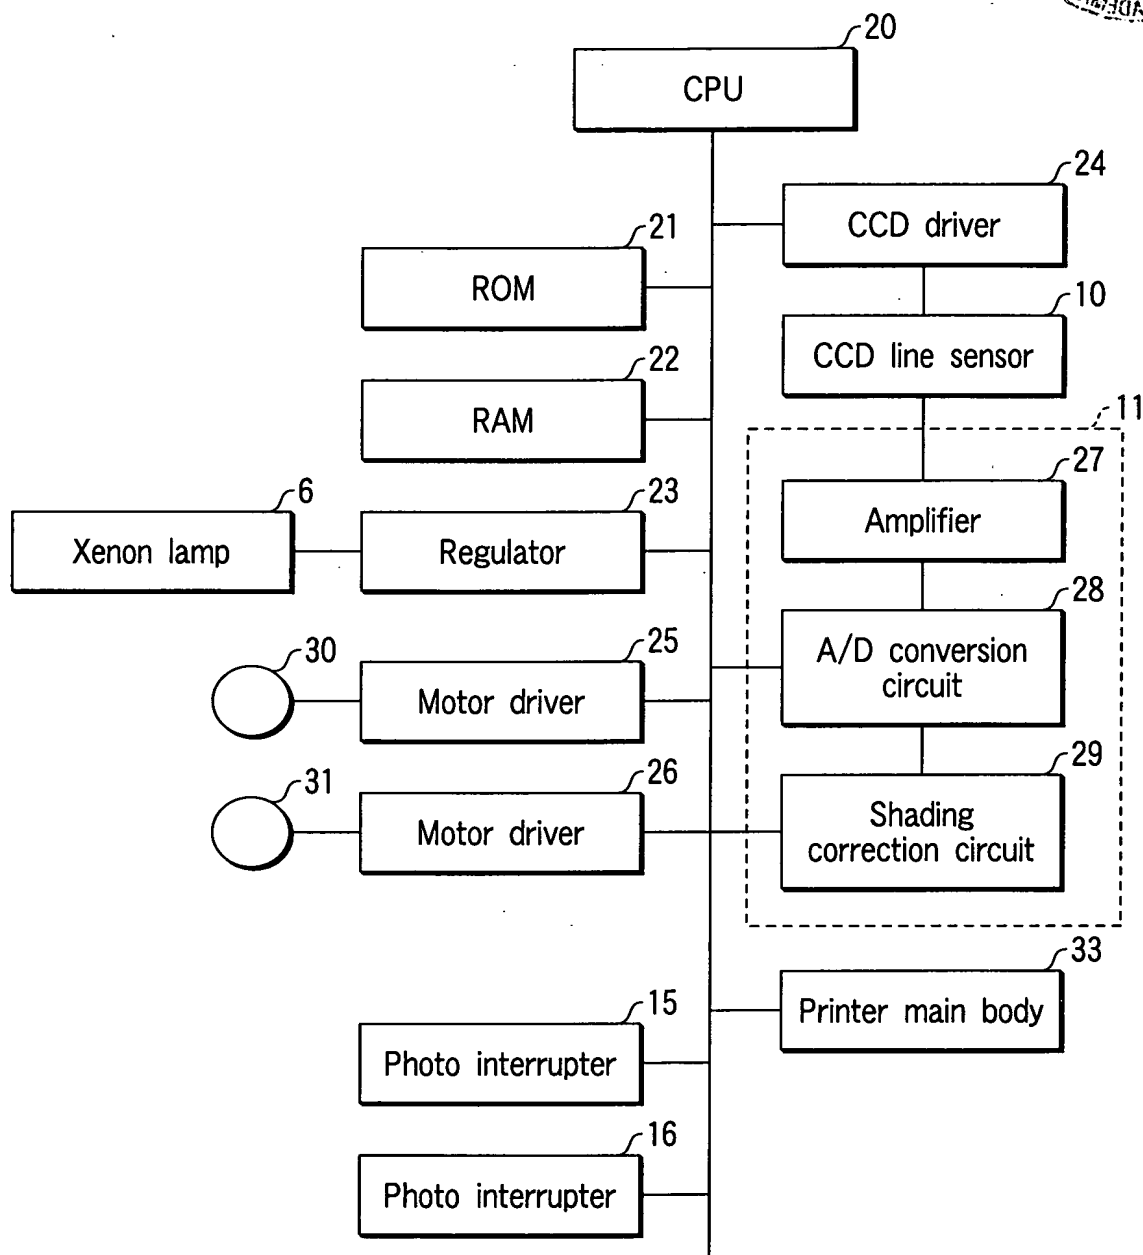 20
CPU
24
CCD driver
21
ROM
10
CCD line sensor
22
RAM
11
27
Amplifier
6
Xenon lamp
23
Regulator
28
A/D conversion
circuit
30
25
Motor driver
29
Shading
correction circuit
31
26
Motor driver
33
Printer main body
15
Photo interrupter
16
Photo interrupter